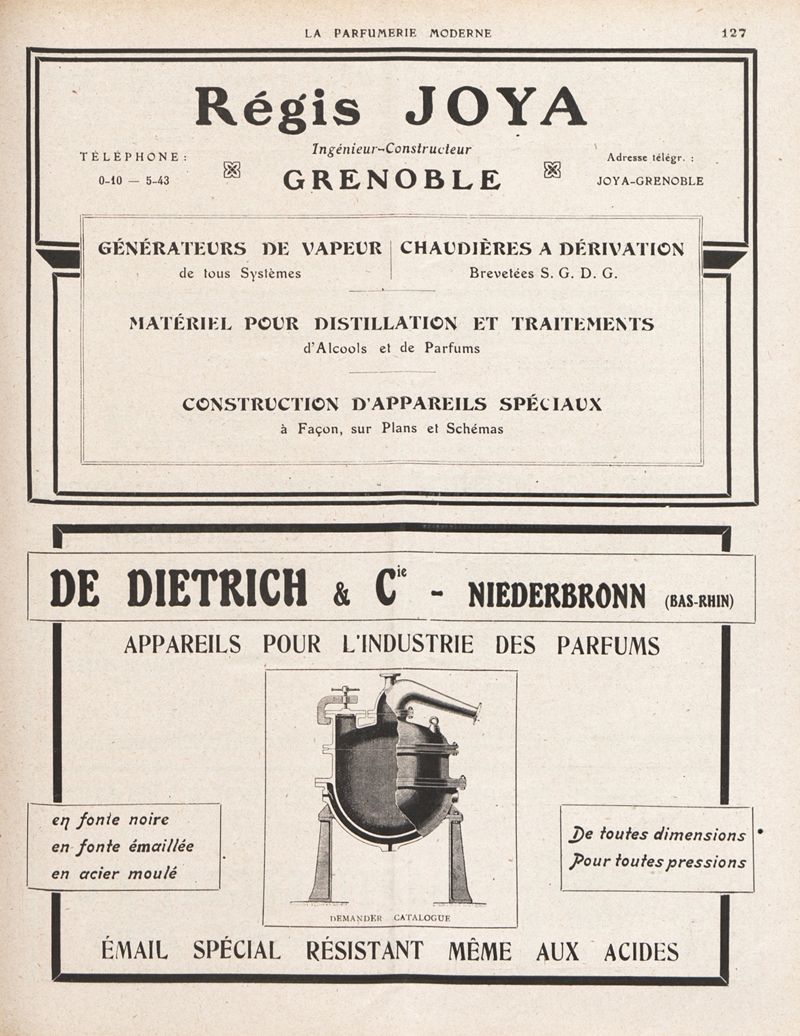 LA PARFUMERIE MODERNE 127
Régis JOYA
Ingénieur-Constructeur
GRENOBLE
TÉLÉPHONE :
0-10 — 5-43
Adresse télégr. :
JOYA-GRENOBLE
GÉNÉRATEURS DE VAPEUR
de tous Systèmes
CHAUDIÈRES A DÉRIVATION
Brevetées S. G. D. G.
MATÉRIEL POUR DISTILLATION ET TRAITEMENTS
d'Alcools et de Parfums
CONSTRUCTION D'APPAREILS SPÉCIAUX
à Façon, sur Plans et Schémas
DE DIETRICH & Cie - NIEDERBRONN (BAS-RHIN)
APPAREILS POUR L'INDUSTRIE DES PARFUMS
en fonte noire
en fonte émaillée
en acier moulé
De toutes dimensions
Pour toutes pressions
DEMANDER CATALOGUE
ÉMAIL SPÉCIAL RÉSISTANT MÊME AUX ACIDES